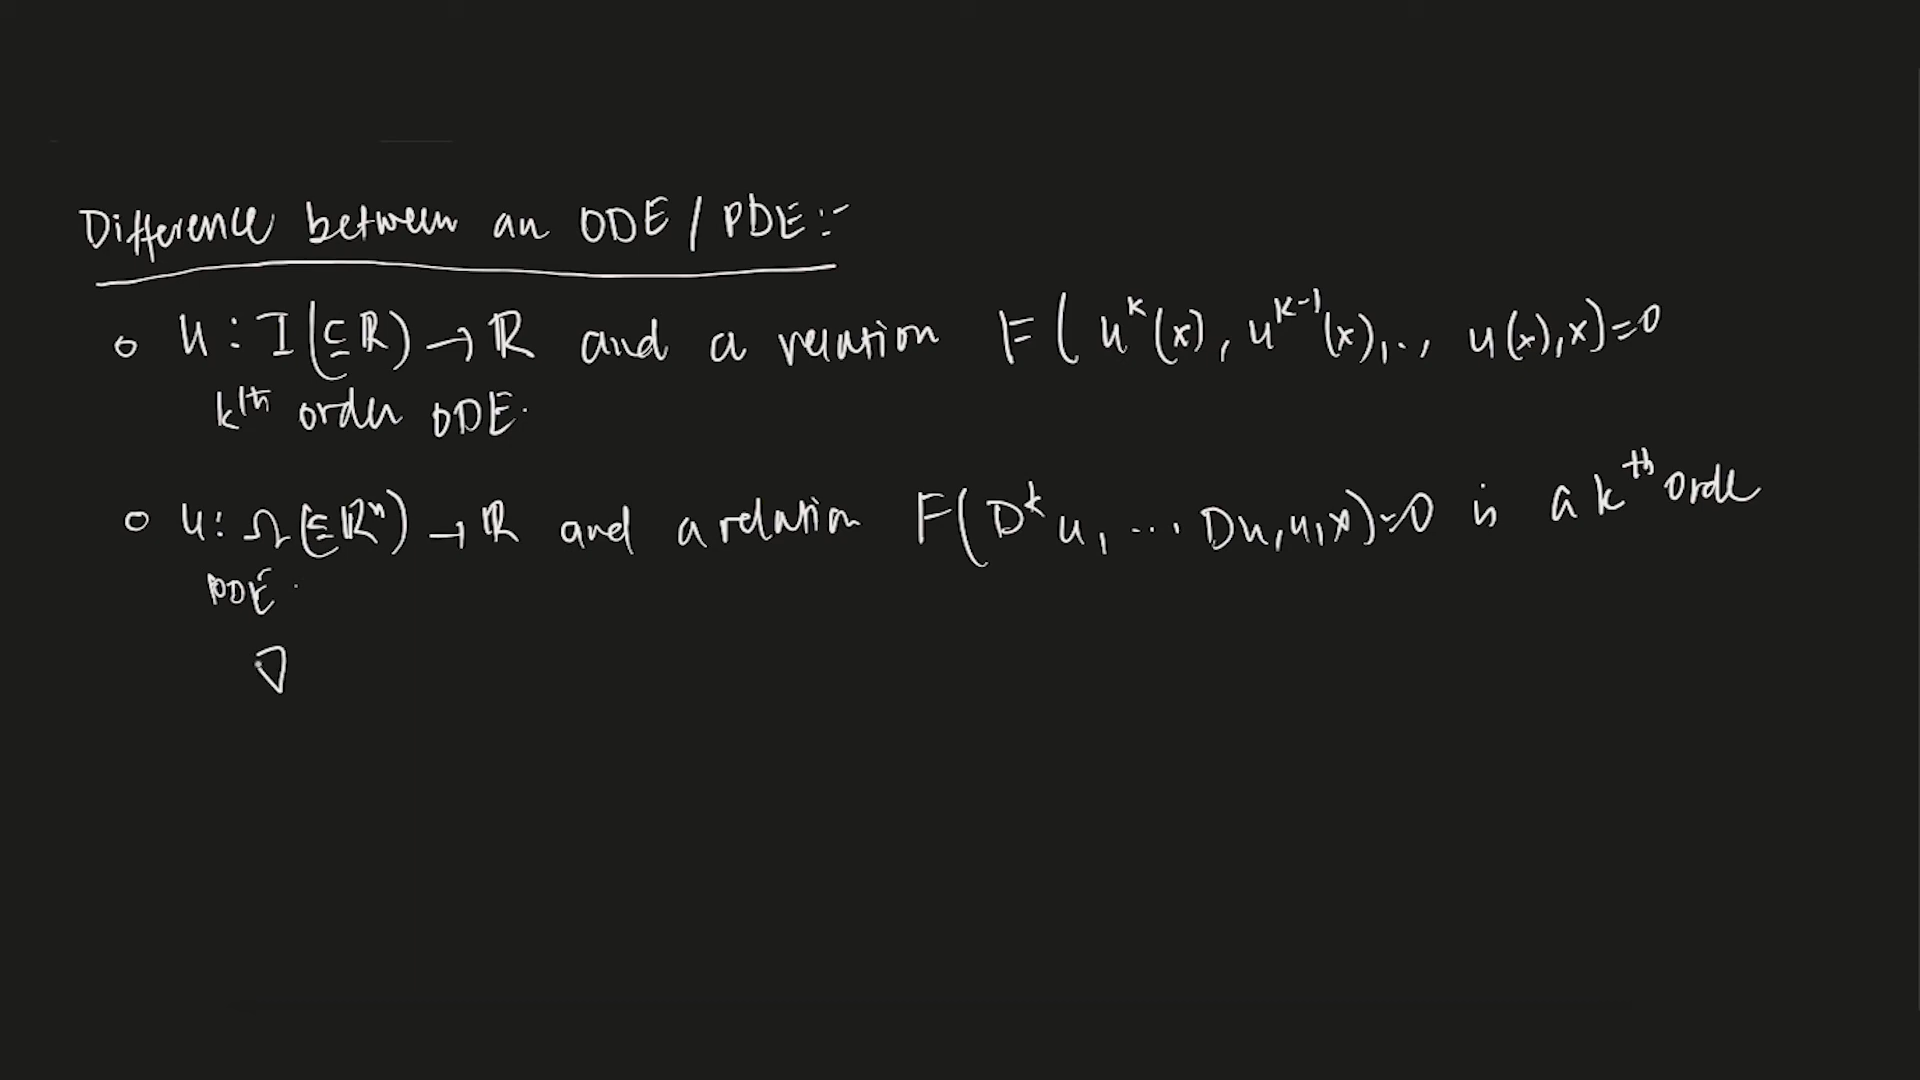 Difference between an ODE / PDE :-
o u : I (⊆ ℝ) → ℝ and a relation F( u^k (x), u^{k-1} (x), .., u(x), x) = 0
k^th order ODE.
o u : Ω (⊆ ℝ^n) → ℝ and a relation F( D^k u, ... Du, u, x) = 0 is a k^th orde
PDE.
∇